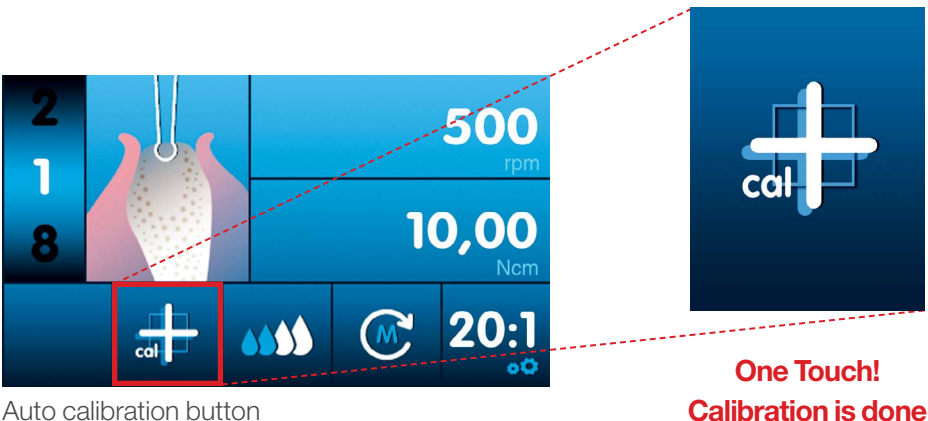 2
1
8
500
rpm
10,00
Ncm
cal
M
20:1
cal
Auto calibration button
One Touch!
Calibration is done